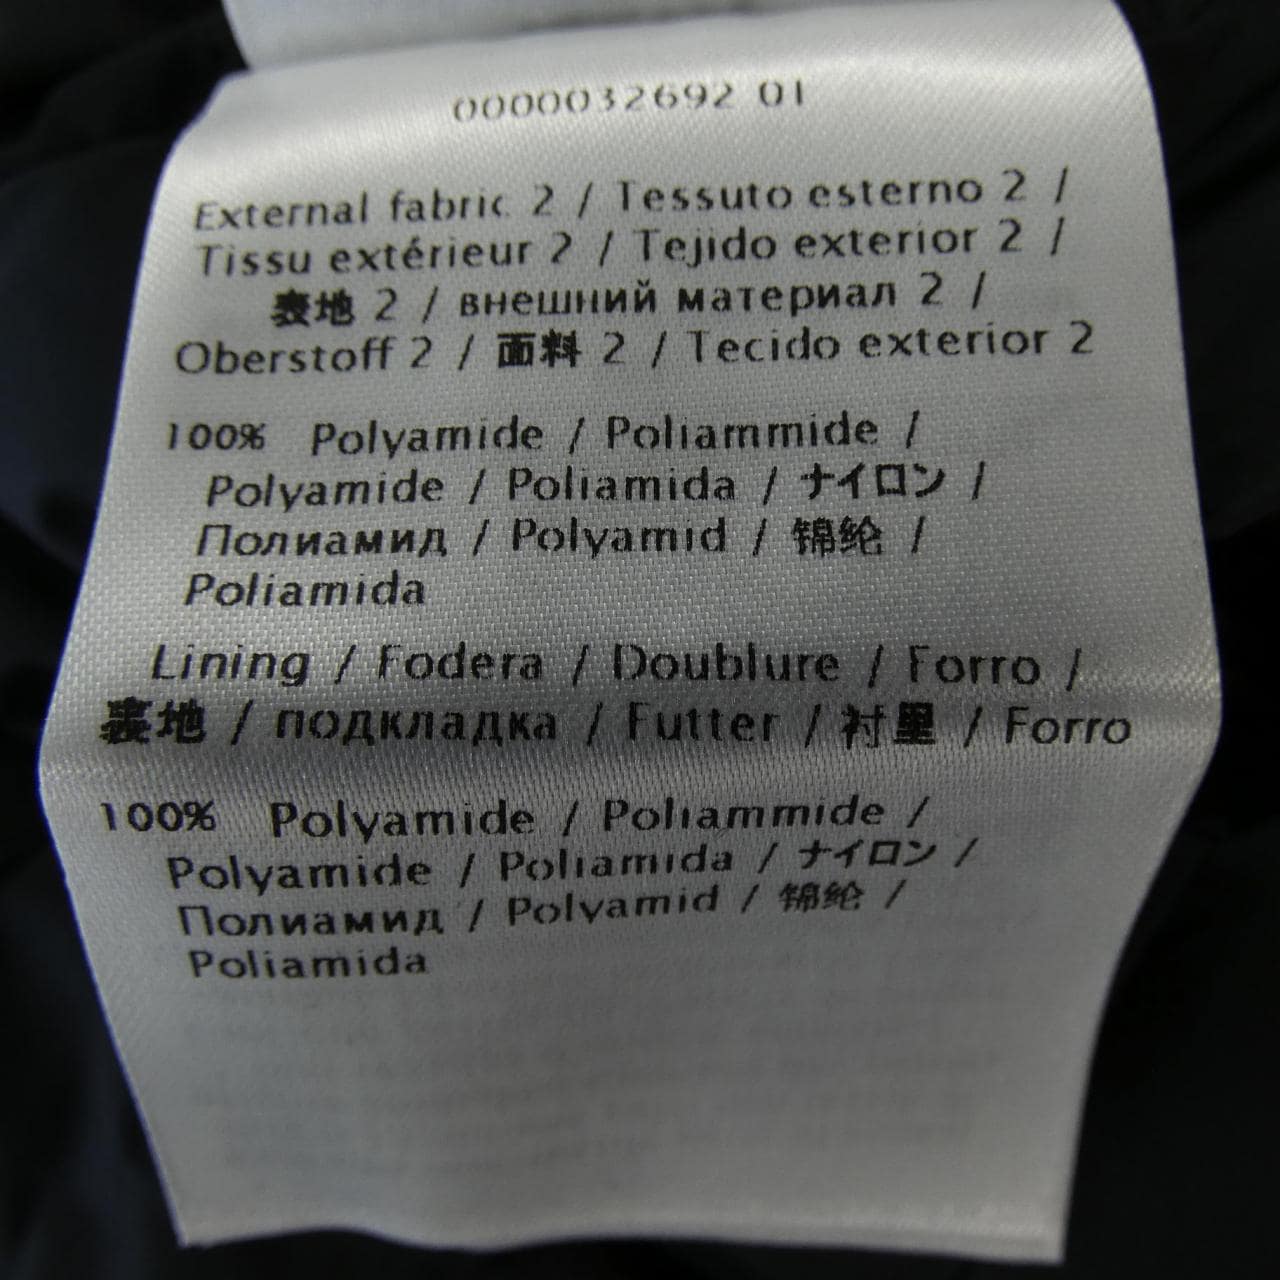 0000032692 01
External fabric 2 / Tessuto esterno 2 /
Tissu extérieur 2 / Tejido exterior 2 /
表地 2 / внешний материал 2 /
Oberstoff 2 / 面料 2 / Tecido exterior 2
100% Polyamide / Poliammide /
Polyamide / Poliamida / ナイロン /
Полиамид / Polyamid / 锦纶 /
Poliamida
Lining / Fodera / Doublure / Forro /
裏地 / подкладка / Futter / 衬里 / Forro
100% Polyamide / Poliammide /
Polyamide / Poliamida / ナイロン /
Полиамид / Polyamid / 锦纶 /
Poliamida